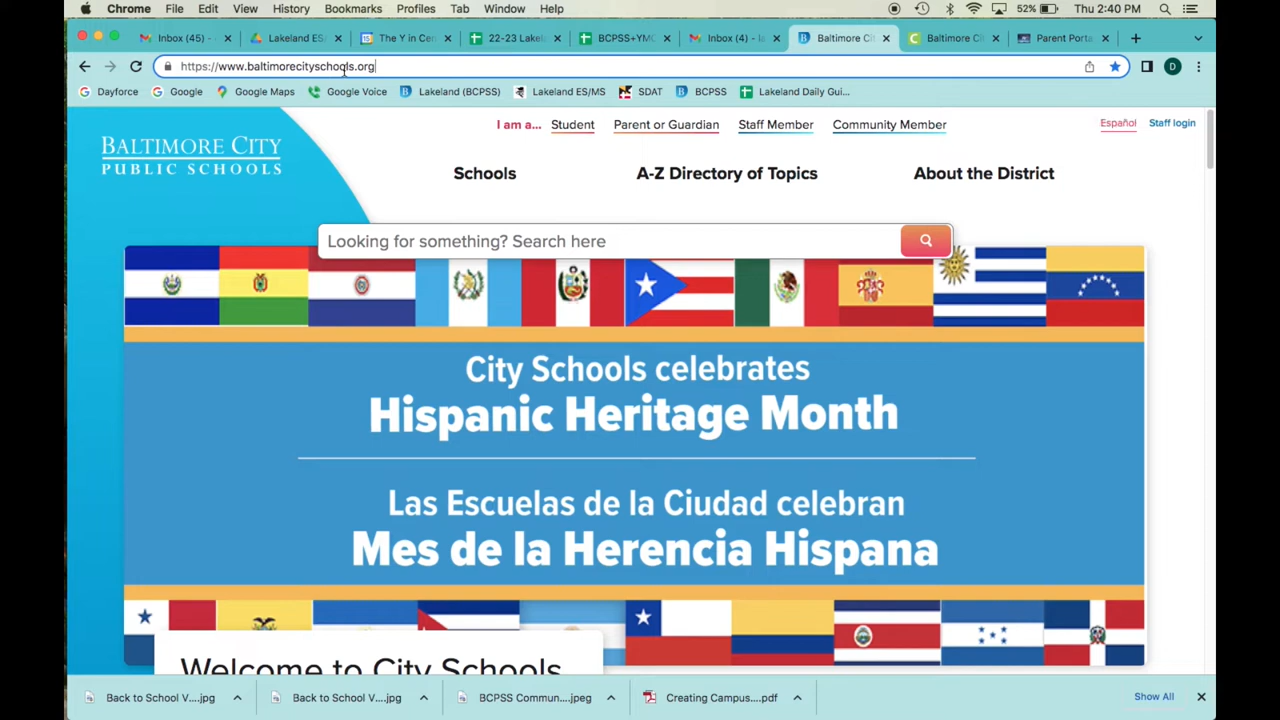 Chrome File Edit View History Bookmarks Profiles Tab Window Help 52% Thu 2:40 PM
Inbox (45) - Lakeland ES/ The Y in Cen 22-23 Lakel BCPSS+YMC Inbox (4) - la Baltimore Ci Baltimore Ci Parent Porta
https://www.baltimorecityschools.org D
Dayforce Google Google Maps Google Voice Lakeland (BCPSS) Lakeland ES/MS SDAT BCPSS Lakeland Daily Gui...
I am a... Student Parent or Guardian Staff Member Community Member Español Staff login
BALTIMORE CITY
PUBLIC SCHOOLS
Schools A-Z Directory of Topics About the District
Looking for something? Search here
City Schools celebrates
Hispanic Heritage Month
Las Escuelas de la Ciudad celebran
Mes de la Herencia Hispana
Welcome to City Schools
Back to School V....jpg Back to School V....jpg BCPSS Commun....jpeg Creating Campus....pdf Show All